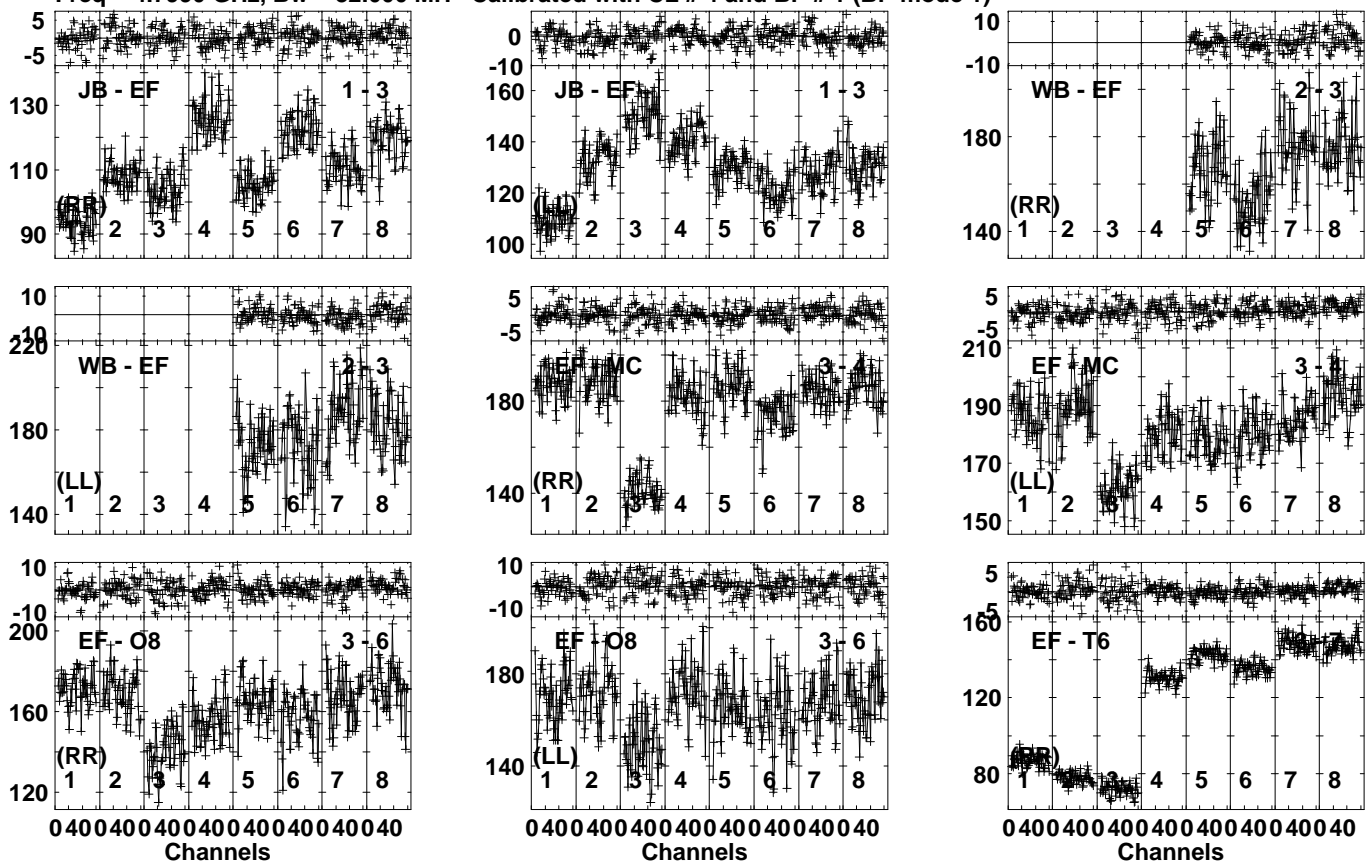 5 0 -5
JB - EF 1 - 3
130 110 90
(RR)
1 2 3 4 5 6 7 8
0 -10
JB - EF 1 - 3
160 140 120 100
(LL)
1 2 3 4 5 6 7 8
10 -10
WB - EF 2 - 3
180 140
(RR)
1 2 3 4 5 6 7 8
10 -10
WB - EF 2 - 3
220 180 140
(LL)
1 2 3 4 5 6 7 8
5 -5
EF - MC 3 - 4
180 140
(RR)
1 2 3 4 5 6 7 8
5 -5
EF - MC 3 - 4
210 190 170 150
(LL)
1 2 3 4 5 6 7 8
10 -10
EF - O8 3 - 6
200 160 120
(RR)
1 2 3 4 5 6 7 8
10 0 -10
EF - O8 3 - 6
180 140
(LL)
1 2 3 4 5 6 7 8
5 -5
EF - T6 3 - 7
160 120 80
(RR)
1 2 3 4 5 6 7 8
0 40 0 40 0 40 0 40 0 40 0 40 0 40 0 40
Channels
0 40 0 40 0 40 0 40 0 40 0 40 0 40 0 40
Channels
0 40 0 40 0 40 0 40 0 40 0 40 0 40 0 40
Channels